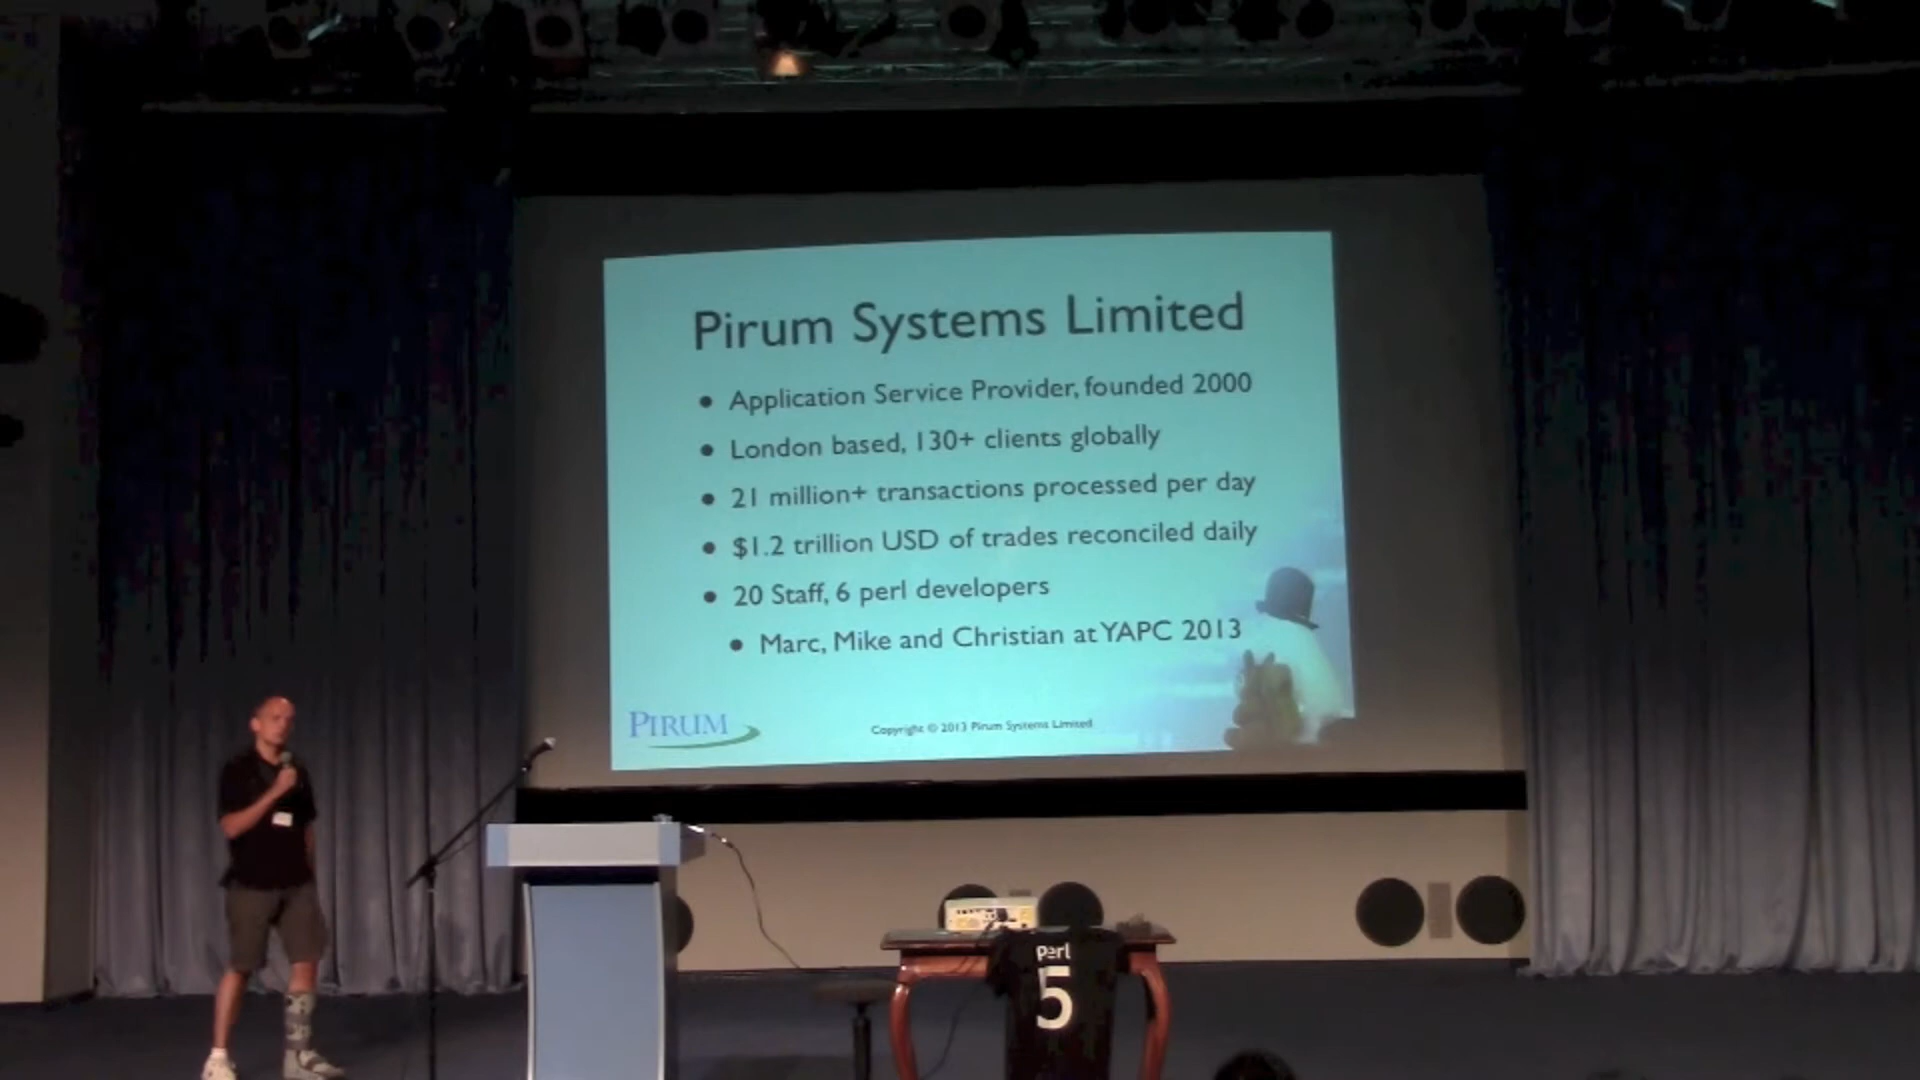 Pirum Systems Limited
• Application Service Provider, founded 2000
• London based, 130+ clients globally
• 21 million+ transactions processed per day
• $1.2 trillion USD of trades reconciled daily
• 20 Staff, 6 perl developers
• Marc, Mike and Christian at YAPC 2013
PIRUM
Copyright © 2013 Pirum Systems Limited
perl
5